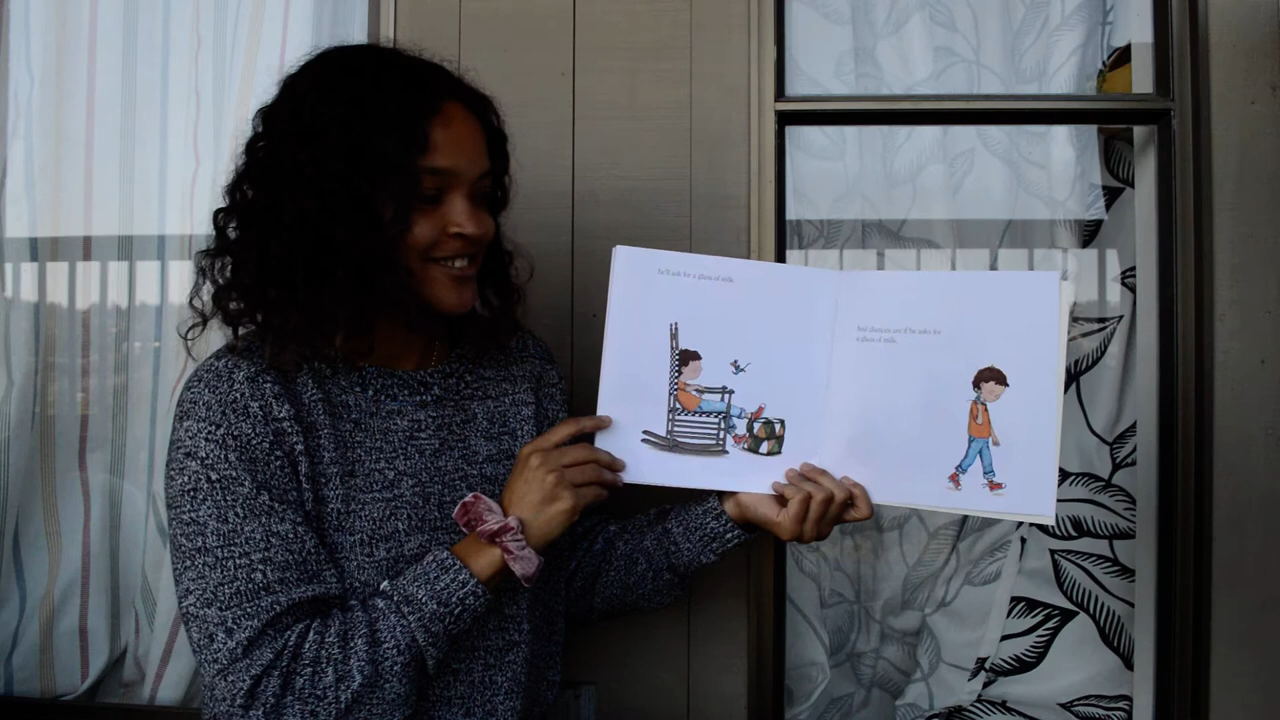 he'll ask for a glass of milk.
And chances are if he asks for
a glass of milk,